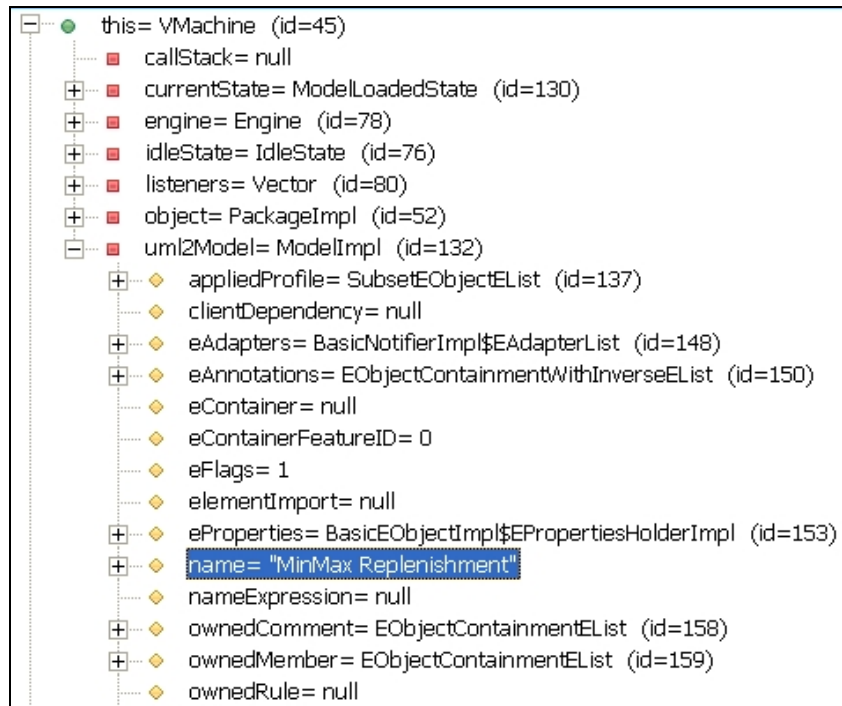 this= VMachine (id=45)
callStack= null
currentState= ModelLoadedState (id=130)
engine= Engine (id=78)
idleState= IdleState (id=76)
listeners= Vector (id=80)
object= PackageImpl (id=52)
uml2Model= ModelImpl (id=132)
appliedProfile= SubsetEObjectEList (id=137)
clientDependency= null
eAdapters= BasicNotifierImpl$EAdapterList (id=148)
eAnnotations= EObjectContainmentWithInverseEList (id=150)
eContainer= null
eContainerFeatureID= 0
eFlags= 1
elementImport= null
eProperties= BasicEObjectImpl$EPropertiesHolderImpl (id=153)
name= "MinMax Replenishment"
nameExpression= null
ownedComment= EObjectContainmentEList (id=158)
ownedMember= EObjectContainmentEList (id=159)
ownedRule= null